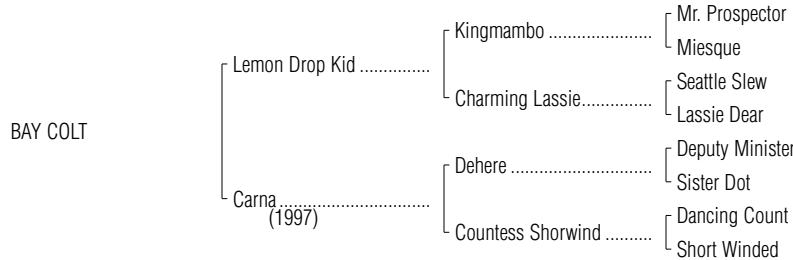 Mr. Prospector
Kingmambo ......................
Miesque
Lemon Drop Kid ...............
Seattle Slew
Charming Lassie...............
Lassie Dear
BAY COLT
Deputy Minister
Dehere ..............................
Sister Dot
Carna ................................
(1997)
Dancing Count
Countess Shorwind ..........
Short Winded